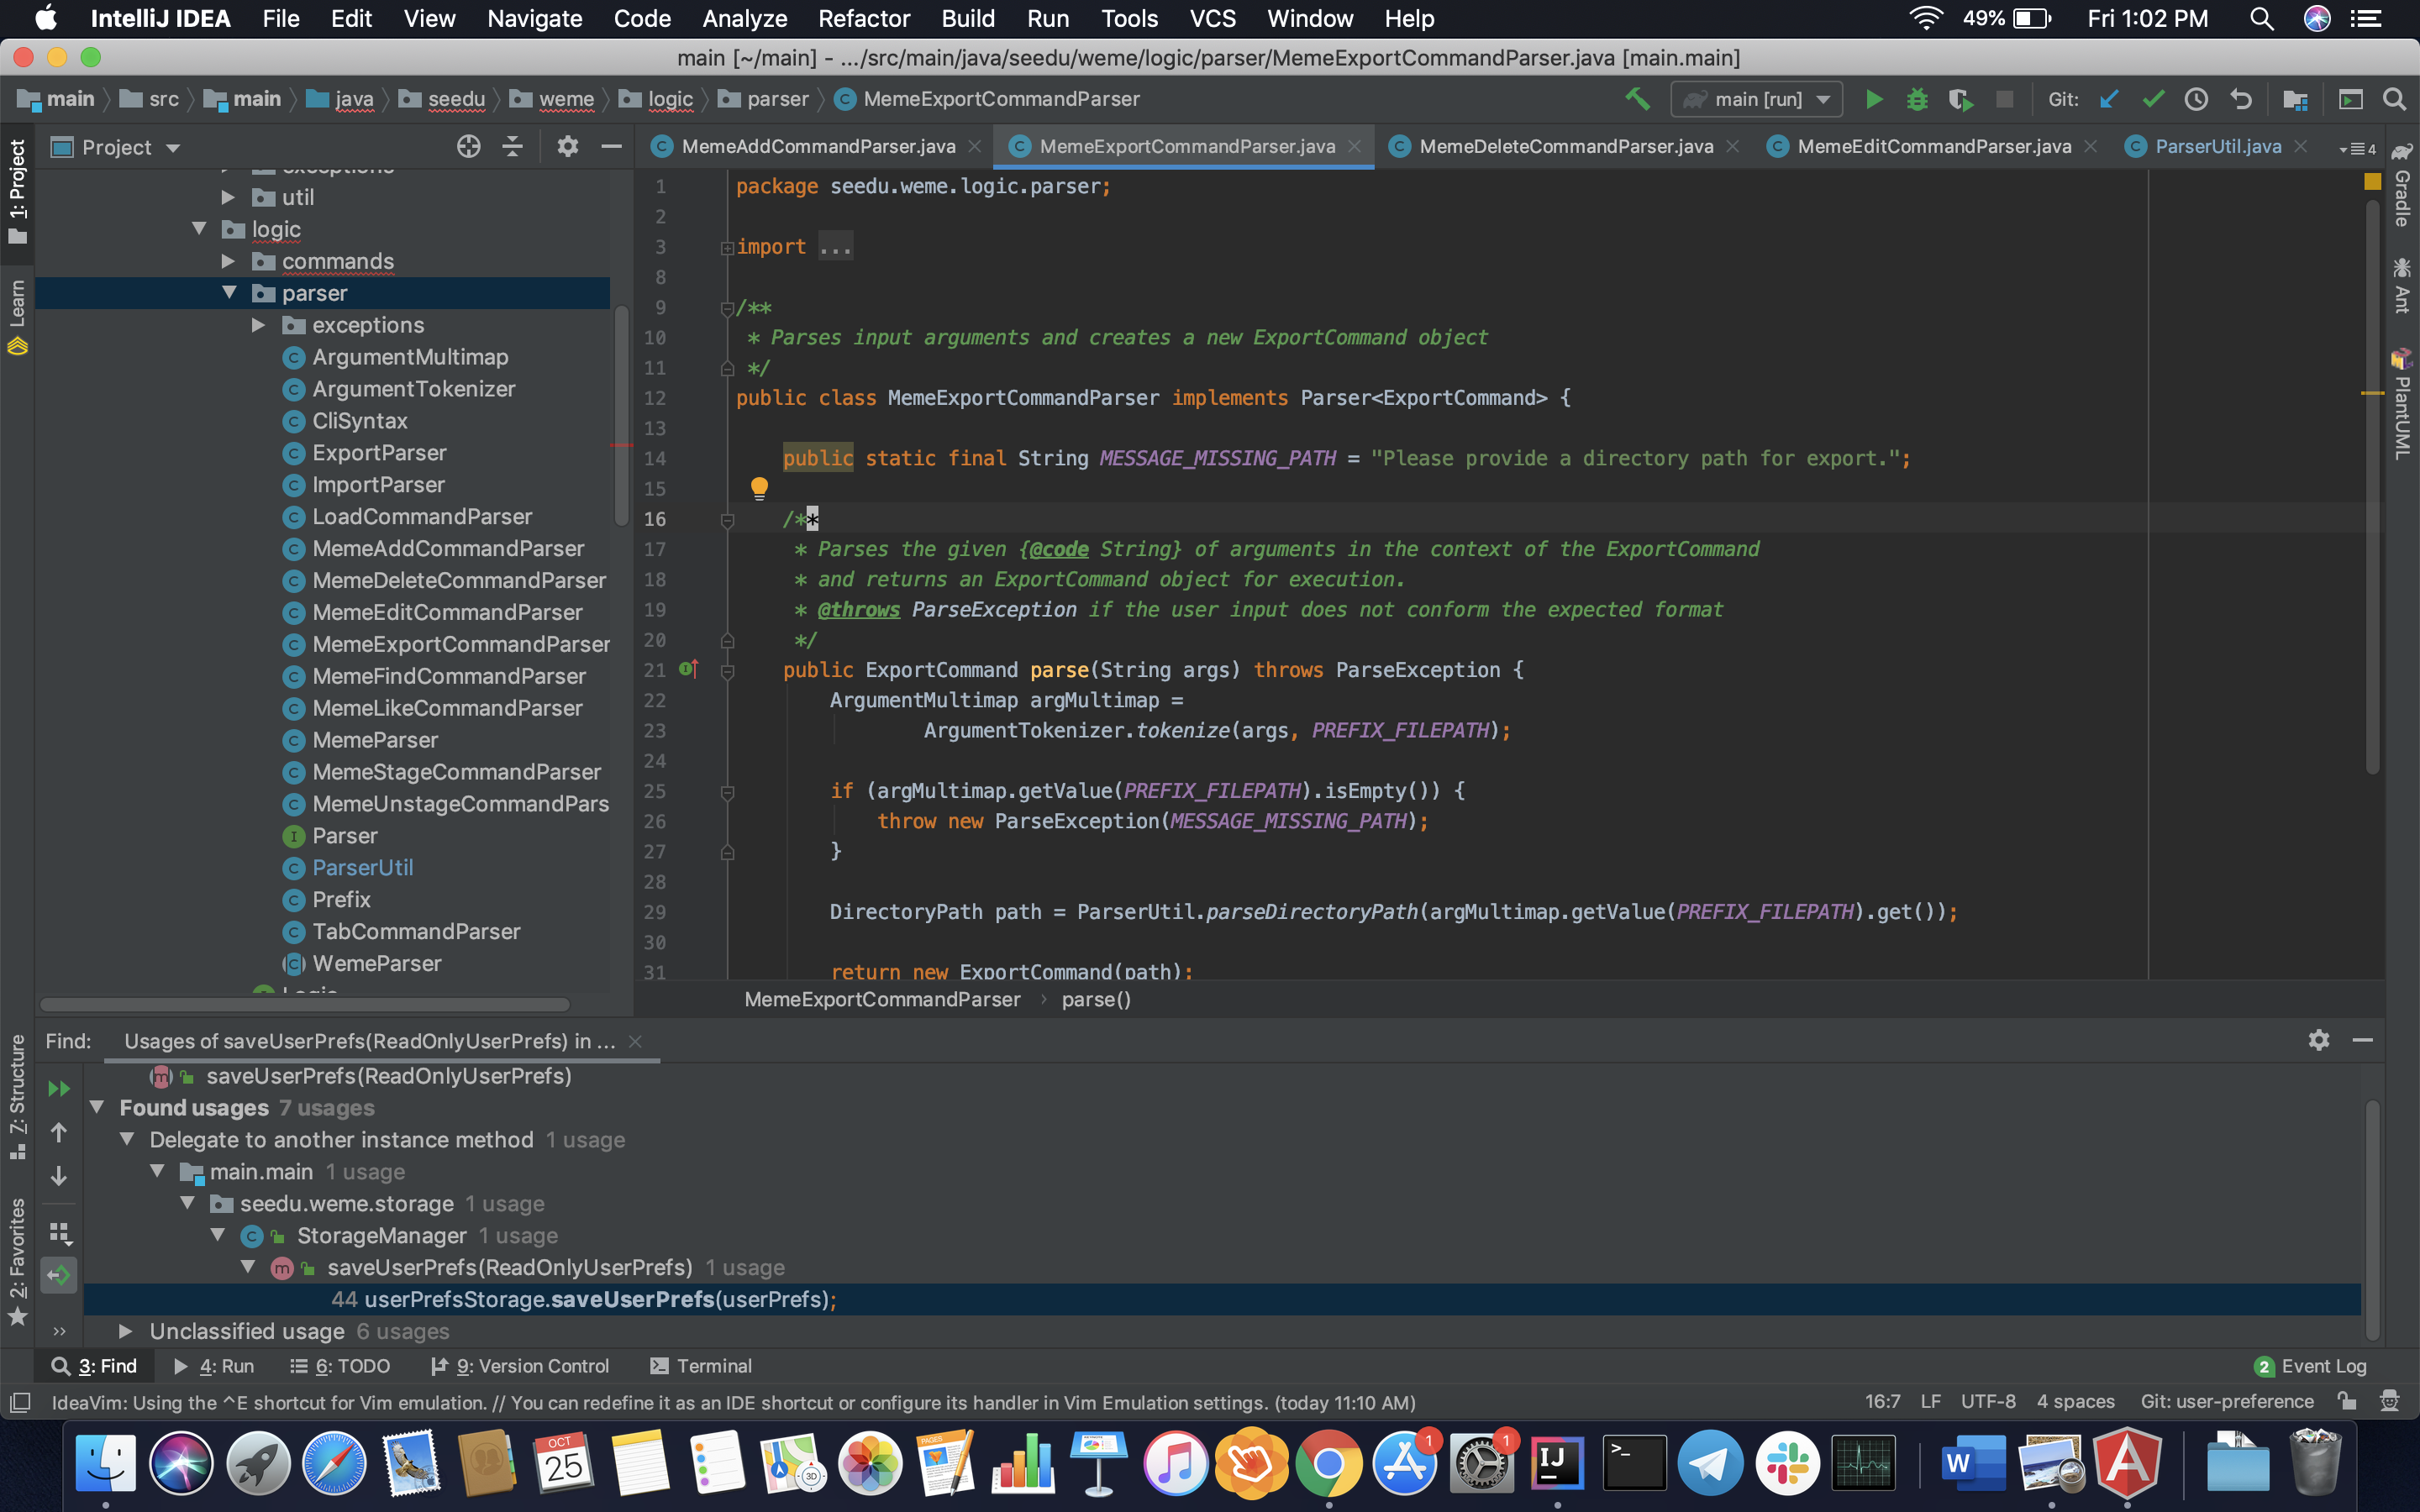 IntelliJ IDEA File Edit View Navigate Code Analyze Refactor Build Run Tools VCS Window Help 49% Fri 1:02 PM
main [~/main] - .../src/main/java/seedu/weme/logic/parser/MemeExportCommandParser.java [main.main]
main src main java seedu weme logic parser MemeExportCommandParser main [run] Git:
Project MemeAddCommandParser.java MemeExportCommandParser.java MemeDeleteCommandParser.java MemeEditCommandParser.java ParserUtil.java 4
1: Project
Learn
7: Structure
2: Favorites
exceptions
util
logic
commands
parser
exceptions
ArgumentMultimap
ArgumentTokenizer
CliSyntax
ExportParser
ImportParser
LoadCommandParser
MemeAddCommandParser
MemeDeleteCommandParser
MemeEditCommandParser
MemeExportCommandParser
MemeFindCommandParser
MemeLikeCommandParser
MemeParser
MemeStageCommandParser
MemeUnstageCommandPars
Parser
ParserUtil
Prefix
TabCommandParser
WemeParser
Logic
1 package seedu.weme.logic.parser;
2
3 import ...
8
9 /**
10 * Parses input arguments and creates a new ExportCommand object
11 */
12 public class MemeExportCommandParser implements Parser<ExportCommand> {
13
14 public static final String MESSAGE_MISSING_PATH = "Please provide a directory path for export.";
15
16 /**
17 * Parses the given {@code String} of arguments in the context of the ExportCommand
18 * and returns an ExportCommand object for execution.
19 * @throws ParseException if the user input does not conform the expected format
20 */
21 public ExportCommand parse(String args) throws ParseException {
22 ArgumentMultimap argMultimap =
23 ArgumentTokenizer.tokenize(args, PREFIX_FILEPATH);
24
25 if (argMultimap.getValue(PREFIX_FILEPATH).isEmpty()) {
26 throw new ParseException(MESSAGE_MISSING_PATH);
27 }
28
29 DirectoryPath path = ParserUtil.parseDirectoryPath(argMultimap.getValue(PREFIX_FILEPATH).get());
30
31 return new ExportCommand(path);
MemeExportCommandParser parse()
Gradle
Ant
PlantUML
Find: Usages of saveUserPrefs(ReadOnlyUserPrefs) in ...
saveUserPrefs(ReadOnlyUserPrefs)
Found usages 7 usages
Delegate to another instance method 1 usage
main.main 1 usage
seedu.weme.storage 1 usage
StorageManager 1 usage
saveUserPrefs(ReadOnlyUserPrefs) 1 usage
44 userPrefsStorage.saveUserPrefs(userPrefs);
Unclassified usage 6 usages
3: Find 4: Run 6: TODO 9: Version Control Terminal 2 Event Log
IdeaVim: Using the ^E shortcut for Vim emulation. // You can redefine it as an IDE shortcut or configure its handler in Vim Emulation settings. (today 11:10 AM) 16:7 LF UTF-8 4 spaces Git: user-preference
OCT
25
3D
PAGES
1
1
IJ
>_
W
A